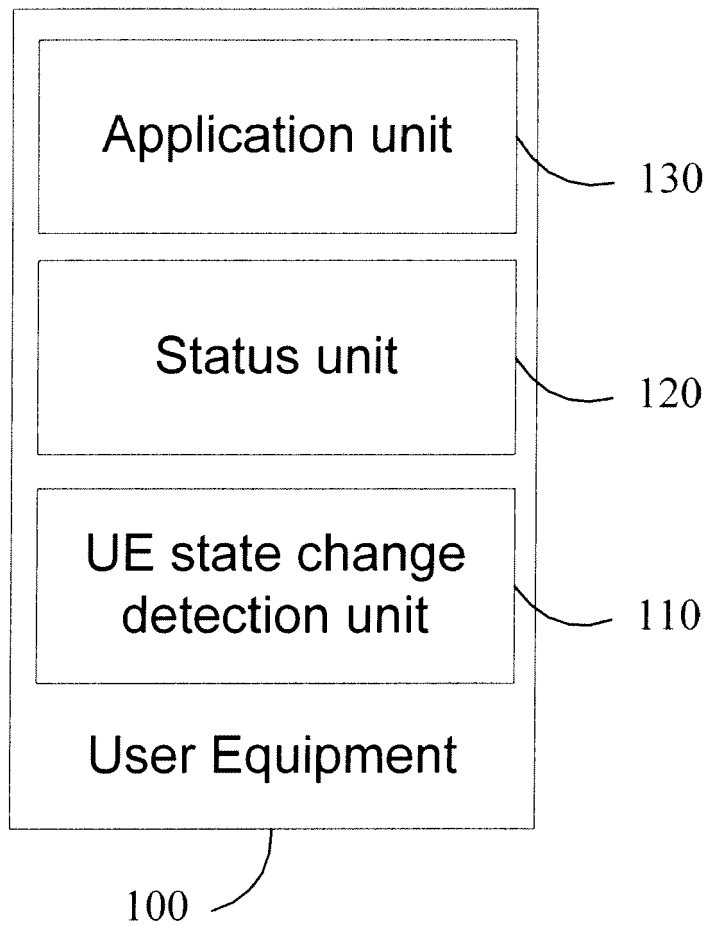 Application unit
130
Status unit
120
UE state change
detection unit
110
User Equipment
100